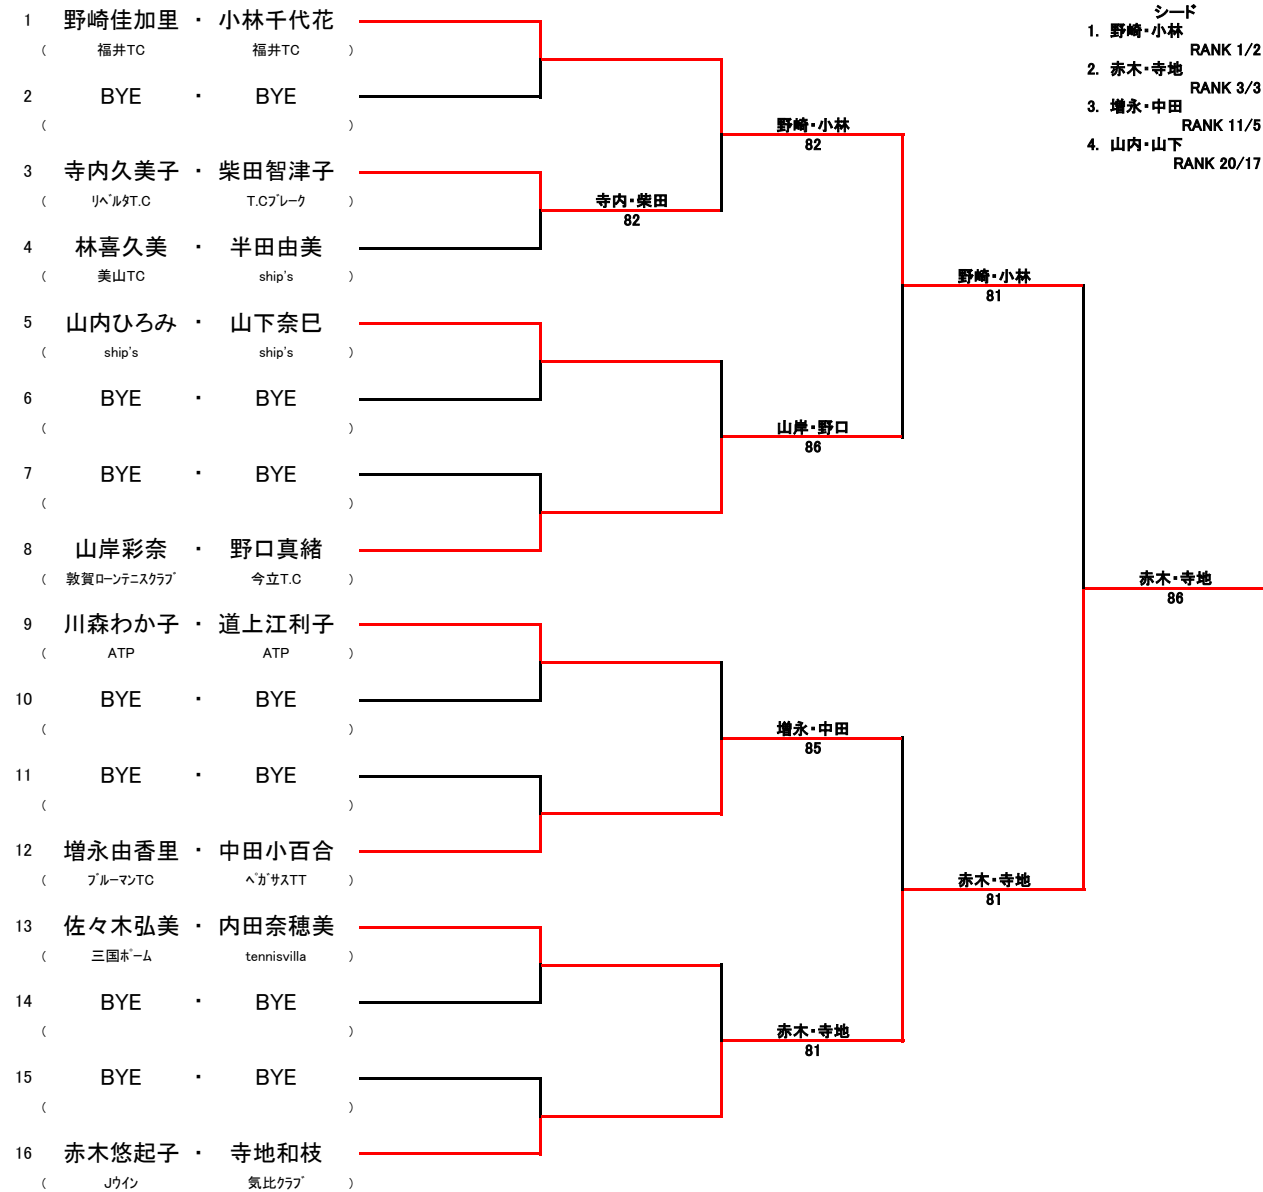 1 野崎佳加里 ・ 小林千代花
( 福井TC 福井TC )
2 BYE ・ BYE
( )
3 寺内久美子 ・ 柴田智津子
( ﾘﾍﾞﾙﾀT.C T.Cﾌﾞﾚｰｸ )
4 林喜久美 ・ 半田由美
( 美山TC ship's )
5 山内ひろみ ・ 山下奈巳
( ship's ship's )
6 BYE ・ BYE
( )
7 BYE ・ BYE
( )
8 山岸彩奈 ・ 野口真緒
( 敦賀ﾛｰﾝﾃﾆｽｸﾗﾌﾞ 今立T.C )
9 川森わか子 ・ 道上江利子
( ATP ATP )
10 BYE ・ BYE
( )
11 BYE ・ BYE
( )
12 増永由香里 ・ 中田小百合
( ﾌﾞﾙｰﾏﾝTC ﾍﾟｶﾞｻｽTT )
13 佐々木弘美 ・ 内田奈穂美
( 三国ﾎﾞｰﾑ tennisvilla )
14 BYE ・ BYE
( )
15 BYE ・ BYE
( )
16 赤木悠起子 ・ 寺地和枝
( Jｳｲﾝ 気比ｸﾗﾌﾞ )
寺内・柴田
82
野崎・小林
82
山岸・野口
86
増永・中田
85
赤木・寺地
81
野崎・小林
81
赤木・寺地
81
赤木・寺地
86
シード
1. 野崎・小林
RANK 1/2
2. 赤木・寺地
RANK 3/3
3. 増永・中田
RANK 11/5
4. 山内・山下
RANK 20/17